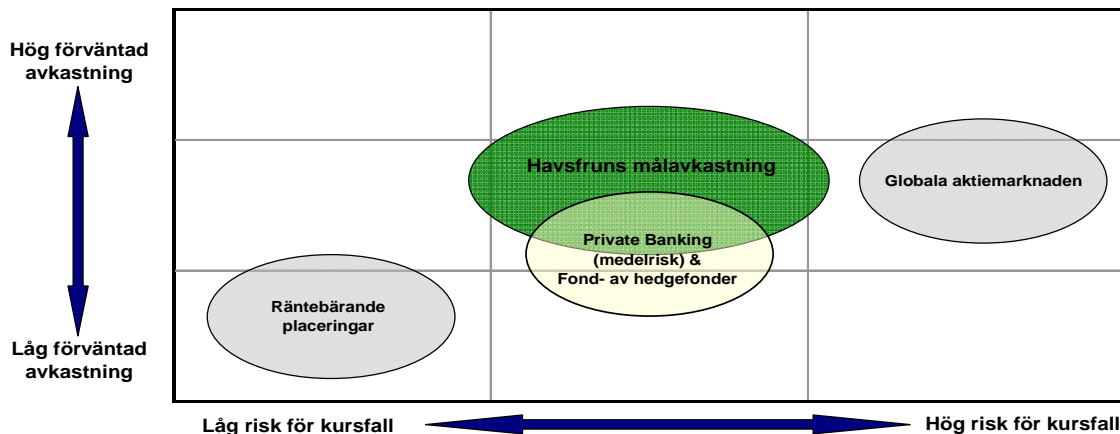 Hög förväntad
avkastning
Havsfruns målavkastning
Globala aktiemarknaden
Private Banking
(medelrisk) &
Fond- av hedgefonder
Räntebärande
placeringar
Låg förväntad
avkastning
Låg risk för kursfall
Hög risk för kursfall